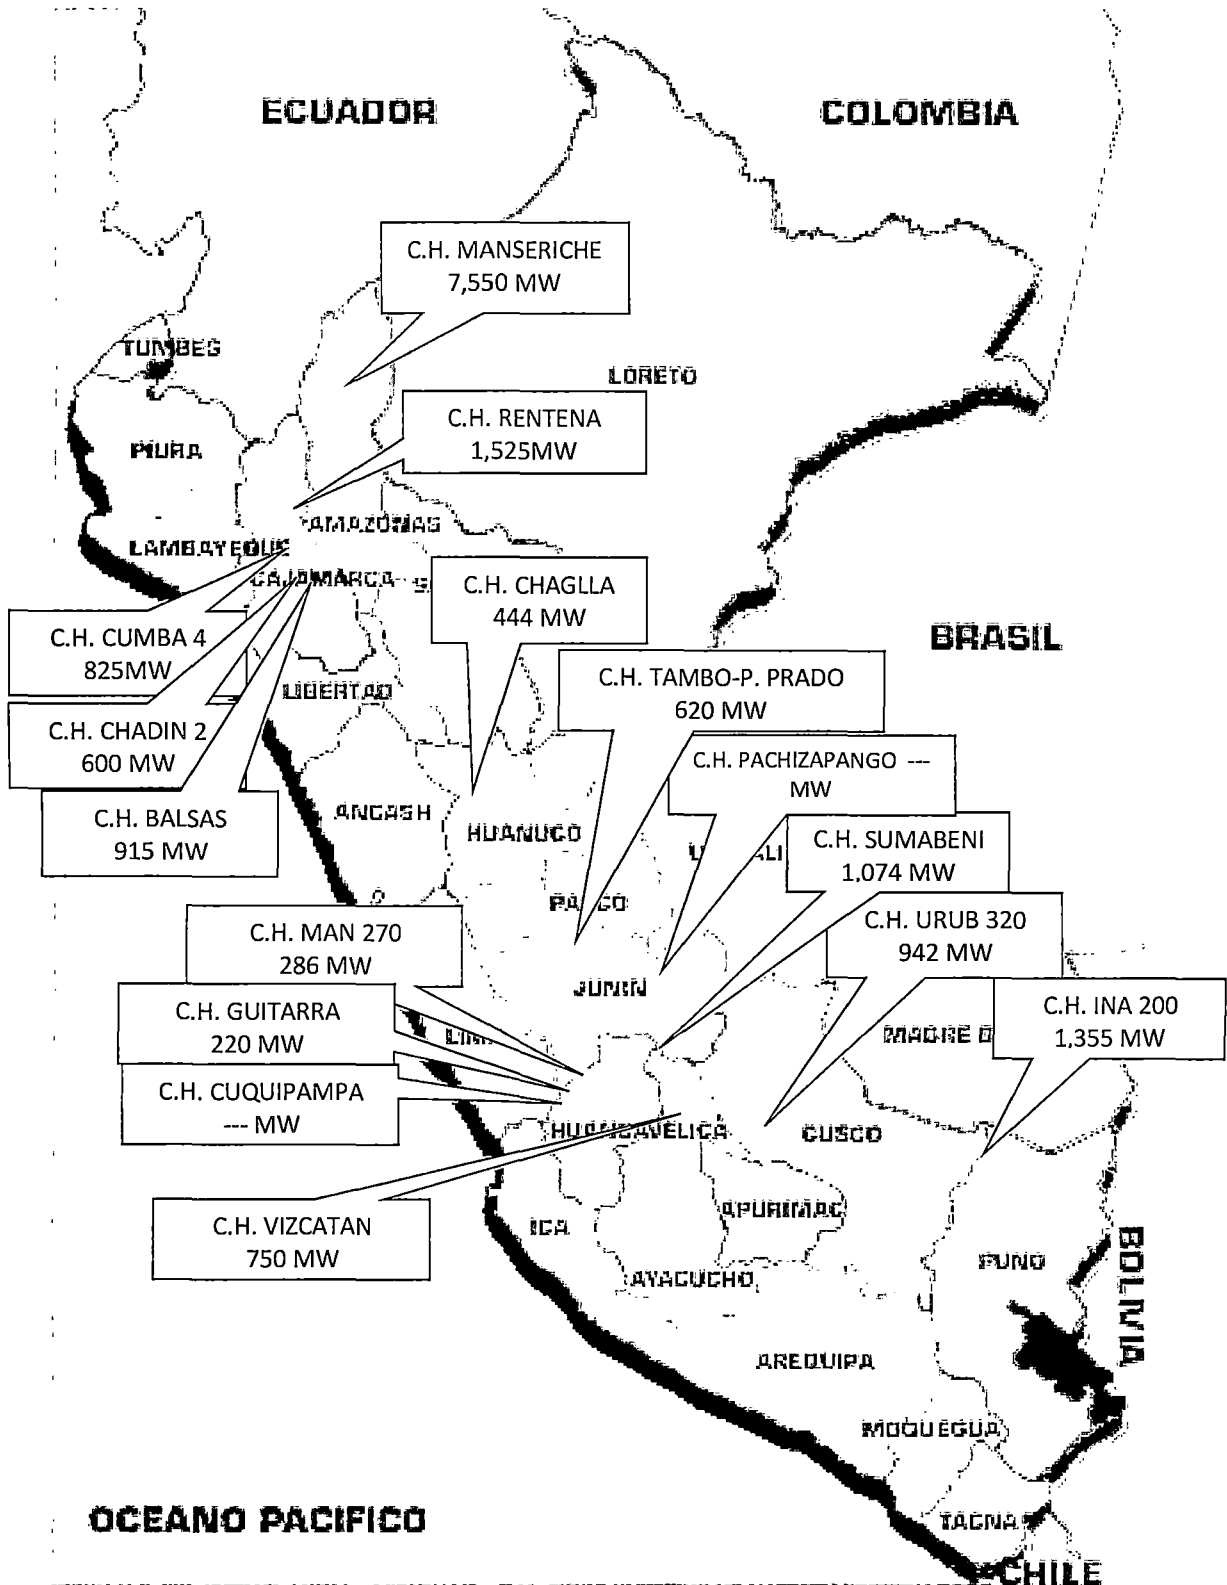 ECUADOR
COLOMBIA
C.H. MANSERICHE
7,550 MW
TUMBES
LORETO
C.H. RENTENA
1,525MW
PIURA
AMAZONAS
LAMBAYEQUE
CAJAMARCA
C.H. CHAGLLA
444 MW
C.H. CUMBA 4
825MW
BRASIL
C.H. TAMBO-P. PRADO
620 MW
LIBERTAD
C.H. CHADIN 2
600 MW
C.H. PACHIZAPANGO ---
MW
C.H. BALSAS
915 MW
ANCASH
HUANUCO
C.H. SUMABENI
1,074 MW
C.H. MAN 270
286 MW
C.H. URUB 320
942 MW
JUNIN
C.H. GUITARRA
220 MW
MADRE D
C.H. INA 200
1,355 MW
C.H. CUQUIPAMPA
--- MW
HUANCAVELICA
CUSCO
C.H. VIZCATAN
750 MW
ICA
APURIMAC
AYACUCHO
PUNO
BOLIVIA
AREQUIPA
MOQUEGUA
OCEANO PACIFICO
TACNA
CHILE